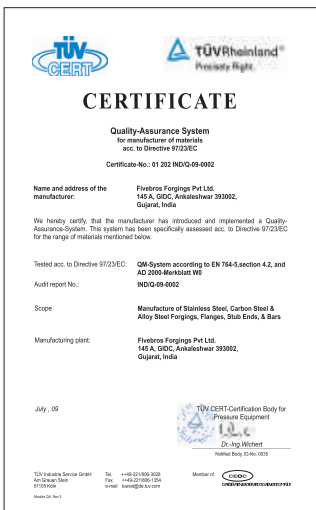 TÜV
CERT
TÜVRheinland®
Precisely Right.
CERTIFICATE
Quality-Assurance System
for manufacturer of materials
acc. to Directive 97/23/EC
Certificate-No.: 01 202 IND/Q-09-0002
Name and address of the
manufacturer:
Fivebros Forgings Pvt Ltd.
145 A, GIDC, Ankaleshwar 393002,
Gujarat, India
We hereby certify, that the manufacturer has introduced and implemented a Quality-
Assurance-System. This system has been specifically assessed acc. to Directive 97/23/EC
for the range of materials mentioned below.
Tested acc. to Directive 97/23/EC:
QM-System according to EN 764-5,section 4.2, and
AD 2000-Merkblatt W0
Audit report No.:
IND/Q-09-0002
Scope
Manufacture of Stainless Steel, Carbon Steel &
Alloy Steel Forgings, Flanges, Stub Ends, & Bars
Manufacturing plant:
Fivebros Forgings Pvt Ltd.
145 A, GIDC, Ankaleshwar 393002,
Gujarat, India
July , 09
TÜV CERT-Certification Body for
Pressure Equipment
Dr.-Ing.Wichert
Notified Body, ID-No. 0035
TÜV Industrie Service GmbH
Am Grauen Stein
51105 Köln
Tel. ++49-221/806-3028
Fax ++49-221/806-1354
e-mail tuevat@de.tuv.com
Member of
CEOC
Module QA, Rev.3